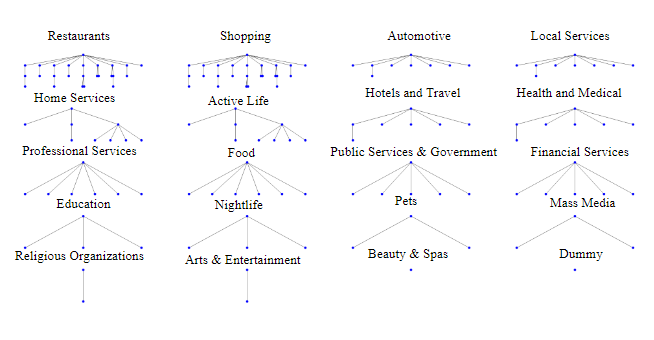 Restaurants
Shopping
Automotive
Local Services
Home Services
Active Life
Hotels and Travel
Health and Medical
Professional Services
Food
Public Services & Government
Financial Services
Education
Nightlife
Pets
Mass Media
Religious Organizations
Arts & Entertainment
Beauty & Spas
Dummy